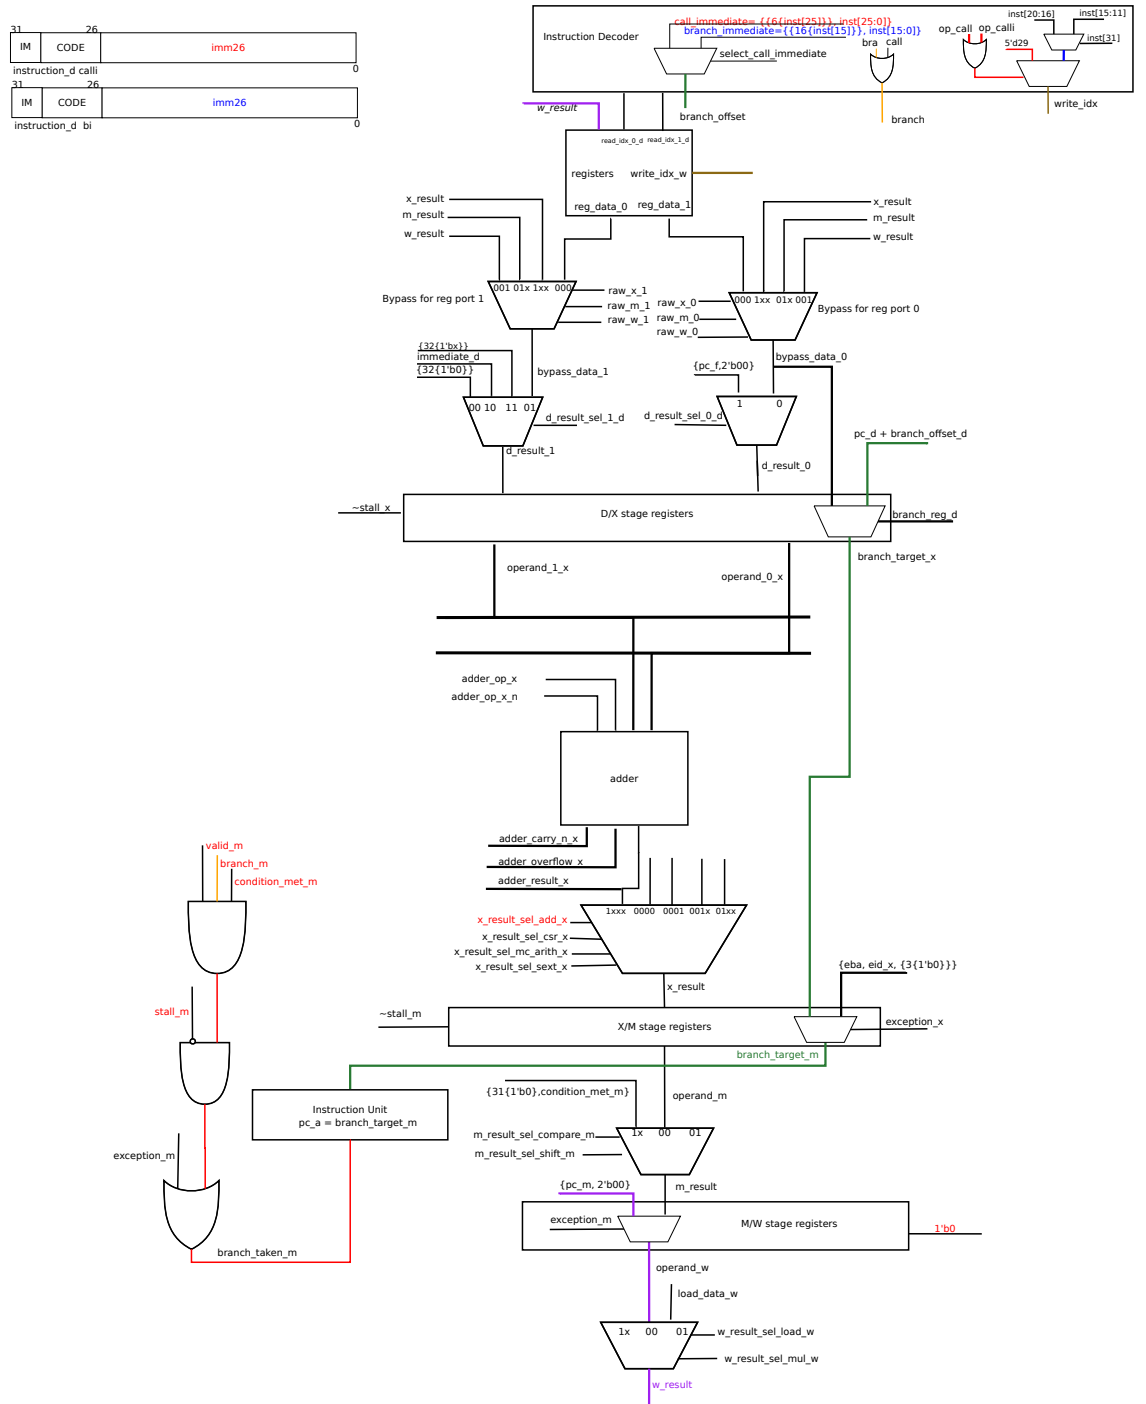 31
26
IM
CODE
imm26
instruction_d calli
0
31
26
IM
CODE
imm26
instruction_d  bi
0
Instruction Decoder
call_immediate= {{6{inst[25]}}, inst[25:0]}
branch_immediate={{16{inst[15]}}, inst[15:0]}
select_call_immediate
bra
call
op_call
op_calli
5'd29
inst[20:16]
inst[15:11]
inst[31]
w_result
branch_offset
branch
write_idx
read_idx_0_d
read_idx_1_d
registers
write_idx_w
reg_data_0
reg_data_1
x_result
m_result
w_result
x_result
m_result
w_result
001 01x 1xx 000
Bypass for reg port 1
raw_x_1
raw_m_1
raw_w_1
raw_x_0
raw_m_0
raw_w_0
000 1xx 01x 001
Bypass for reg port 0
{32{1'bx}}
immediate_d
{32{1'b0}}
bypass_data_1
bypass_data_0
{pc_f,2'b00}
00 10 11 01
d_result_sel_1_d
1 0
d_result_sel_0_d
pc_d + branch_offset_d
d_result_1
d_result_0
~stall_x
D/X stage registers
branch_reg_d
branch_target_x
operand_1_x
operand_0_x
adder_op_x
adder_op_x_n
adder
adder_carry_n_x
adder_overflow_x
adder_result_x
valid_m
branch_m
condition_met_m
1xxx 0000 0001 001x 01xx
x_result_sel_add_x
x_result_sel_csr_x
x_result_sel_mc_arith_x
x_result_sel_sext_x
{eba, eid_x, {3{1'b0}}}
x_result
stall_m
~stall_m
X/M stage registers
exception_x
branch_target_m
Instruction Unit
pc_a = branch_target_m
{31{1'b0},condition_met_m}
operand_m
1x 00 01
m_result_sel_compare_m
m_result_sel_shift_m
exception_m
{pc_m, 2'b00}
m_result
exception_m
M/W stage registers
1'b0
branch_taken_m
operand_w
load_data_w
1x 00 01
w_result_sel_load_w
w_result_sel_mul_w
w_result